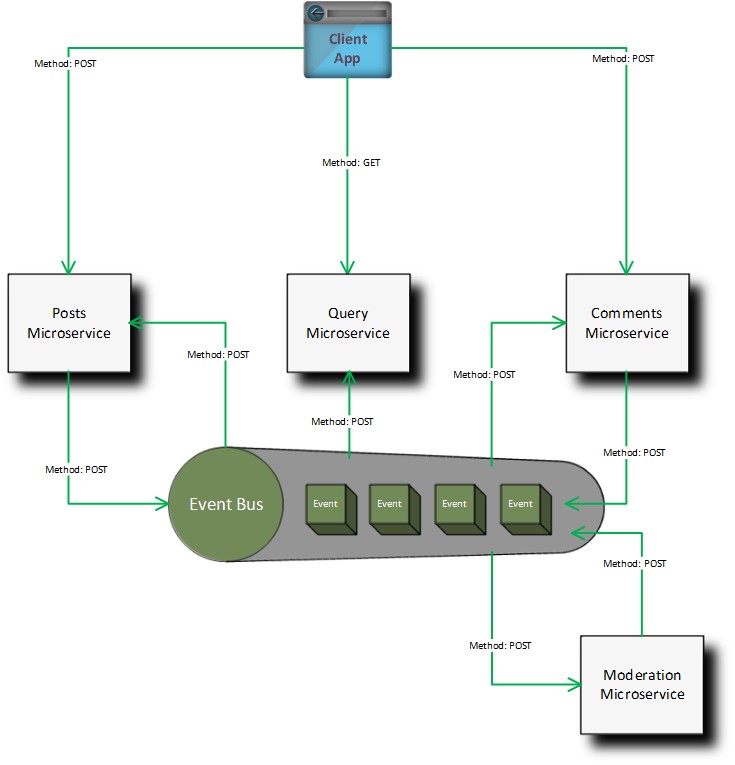 Client
App
Method: POST
Method: POST
Method: GET
Posts
Microservice
Query
Microservice
Comments
Microservice
Method: POST
Method: POST
Method: POST
Method: POST
Method: POST
Event Bus
Event
Event
Event
Event
Method: POST
Method: POST
Moderation
Microservice